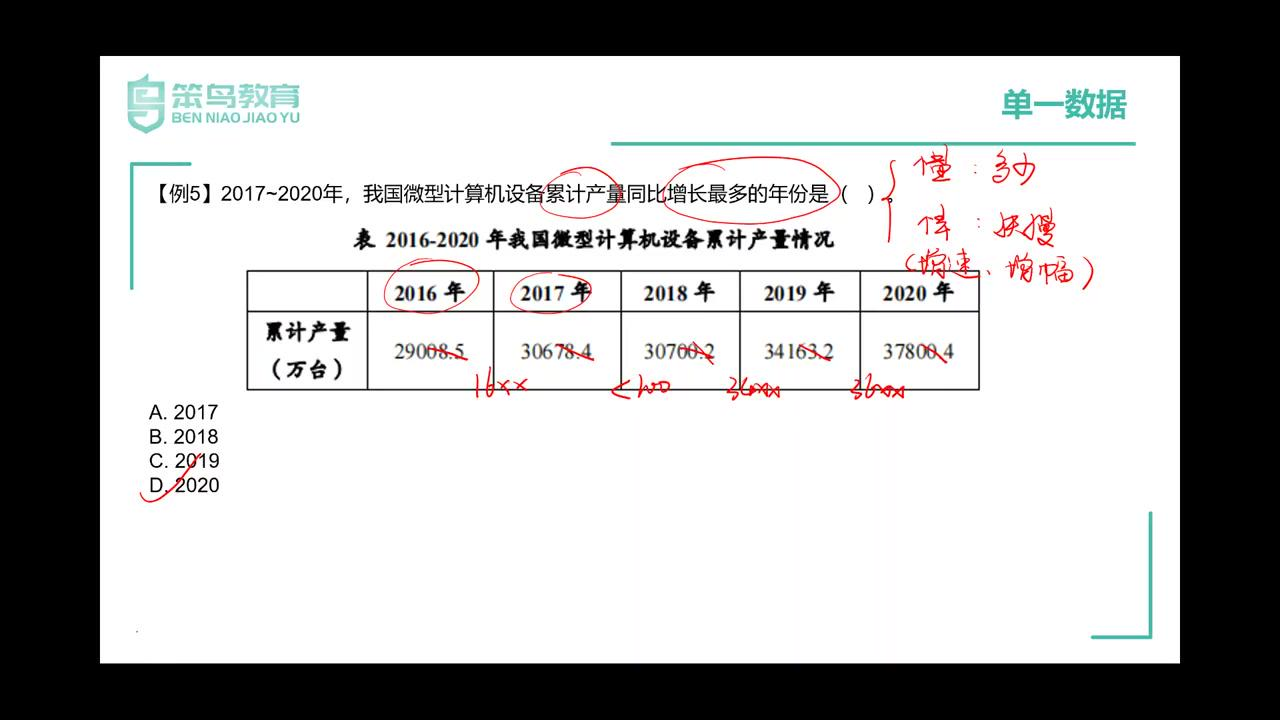 笨鸟教育
BEN NIAO JIAO YU
单一数据
【例5】2017~2020年，我国微型计算机设备累计产量同比增长最多的年份是（ ）。
表 2016-2020 年我国微型计算机设备累计产量情况
2016 年 2017 年 2018 年 2019 年 2020 年
累计产量（万台） 29008.5 30678.4 30700.2 34163.2 37800.4
16xx <100 34xx 36xx
A. 2017
B. 2018
C. 2019
D. 2020
量：多少
率：快慢
（增速、增幅）